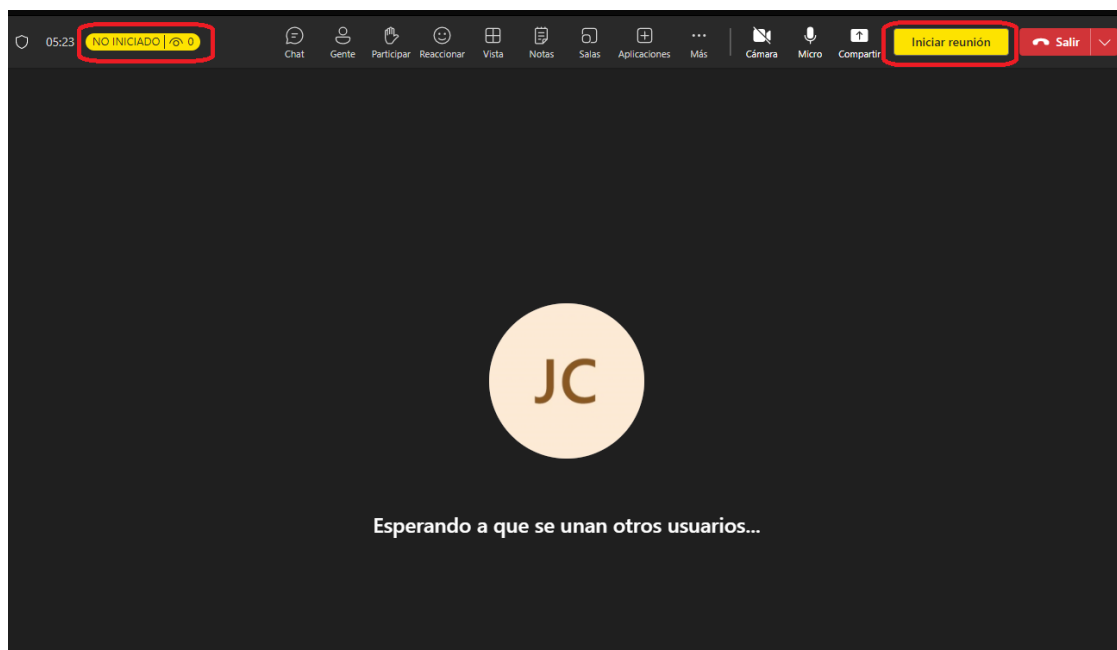 05:23 NO INICIADO 0
Chat Gente Participar Reaccionar Vista Notas Salas Aplicaciones Más Cámara Micro Compartir Iniciar reunión Salir
JC
Esperando a que se unan otros usuarios...